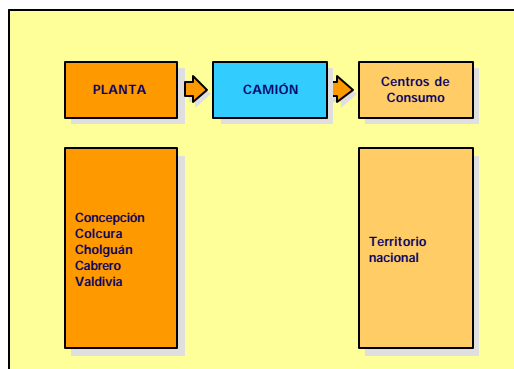 PLANTA
CAMIÓN
Centros de
Consumo
Concepción
Colcura
Cholguán
Cabrero
Valdivia
Territorio
nacional